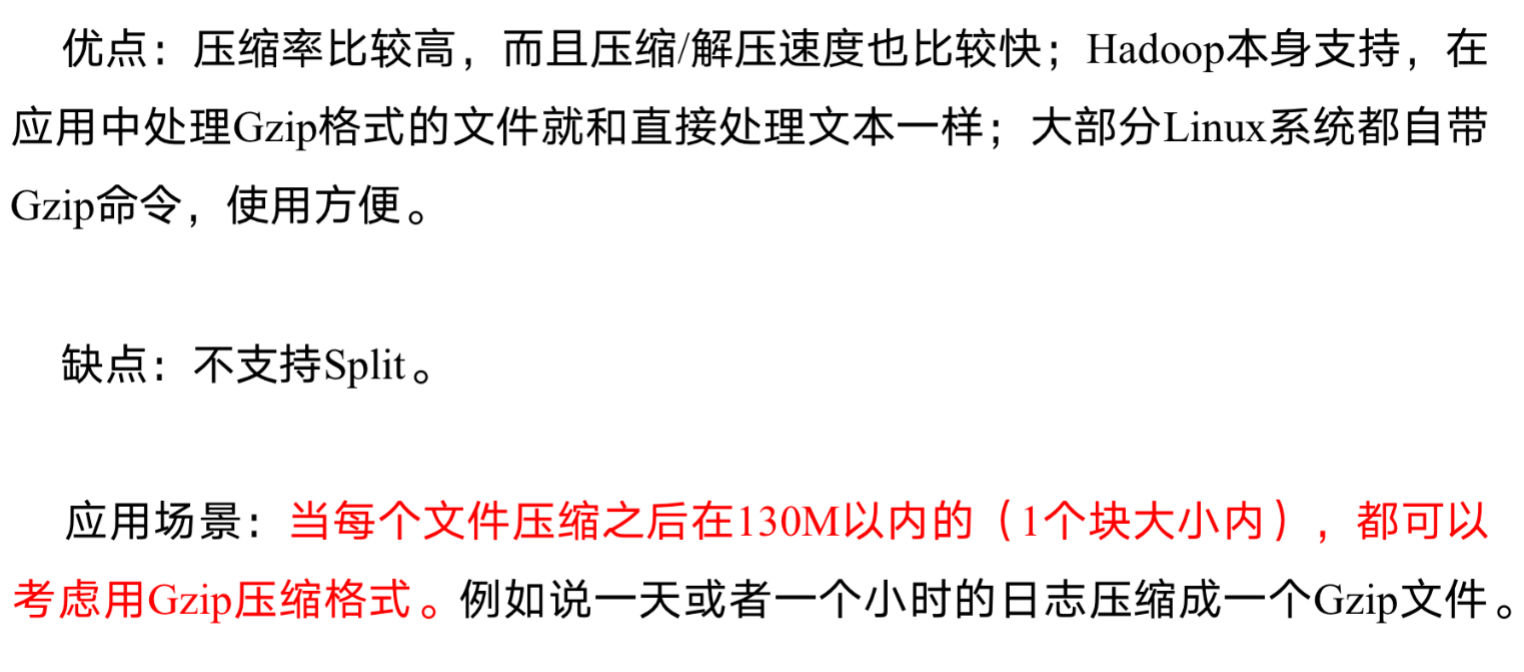 优点：压缩率比较高，而且压缩/解压速度也比较快；Hadoop本身支持，在
应用中处理Gzip格式的文件就和直接处理文本一样；大部分Linux系统都自带
Gzip命令，使用方便。
缺点：不支持Split。
应用场景：当每个文件压缩之后在130M以内的（1个块大小内），都可以
考虑用Gzip压缩格式。例如说一天或者一个小时的日志压缩成一个Gzip文件。